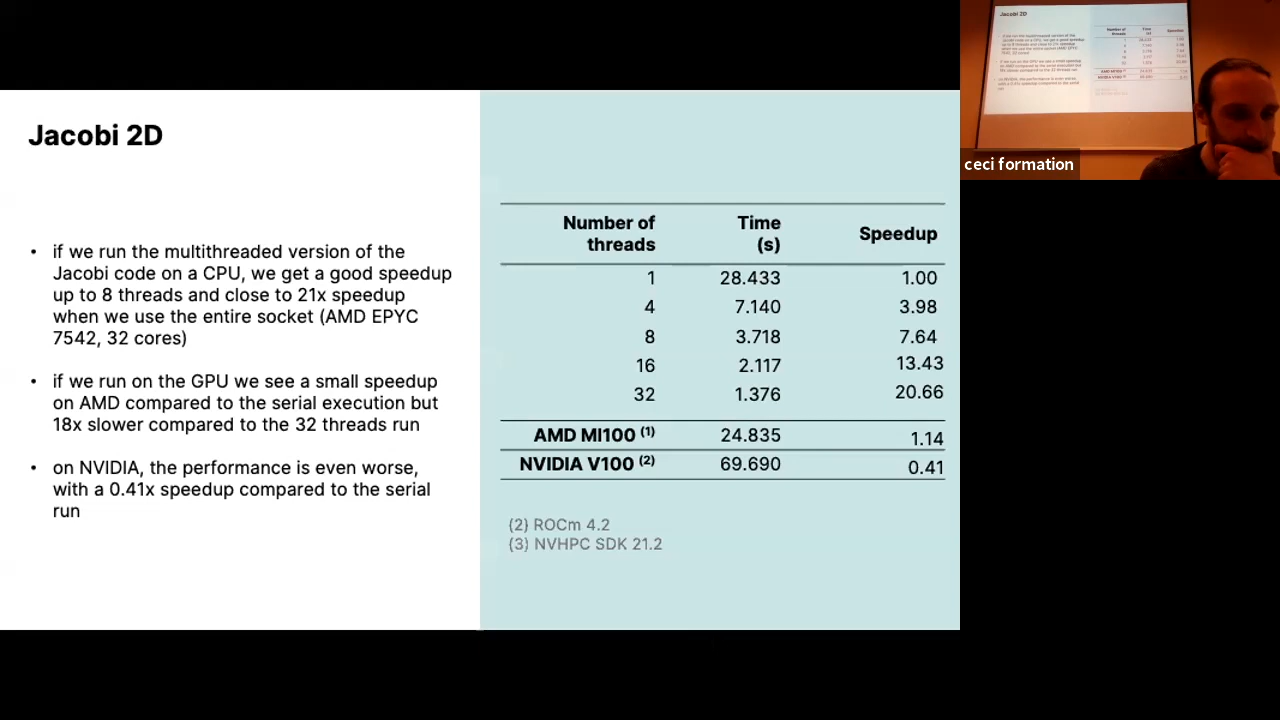 Jacobi 2D
• if we run the multithreaded version of the
Jacobi code on a CPU, we get a good speedup
up to 8 threads and close to 21x speedup
when we use the entire socket (AMD EPYC
7542, 32 cores)
• if we run on the GPU we see a small speedup
on AMD compared to the serial execution but
18x slower compared to the 32 threads run
• on NVIDIA, the performance is even worse,
with a 0.41x speedup compared to the serial
run
Number of threads Time (s) Speedup
1 28.433 1.00
4 7.140 3.98
8 3.718 7.64
16 2.117 13.43
32 1.376 20.66
AMD MI100 (1) 24.835 1.14
NVIDIA V100 (2) 69.690 0.41
(2) ROCm 4.2
(3) NVHPC SDK 21.2
Jacobi 2D
ceci formation